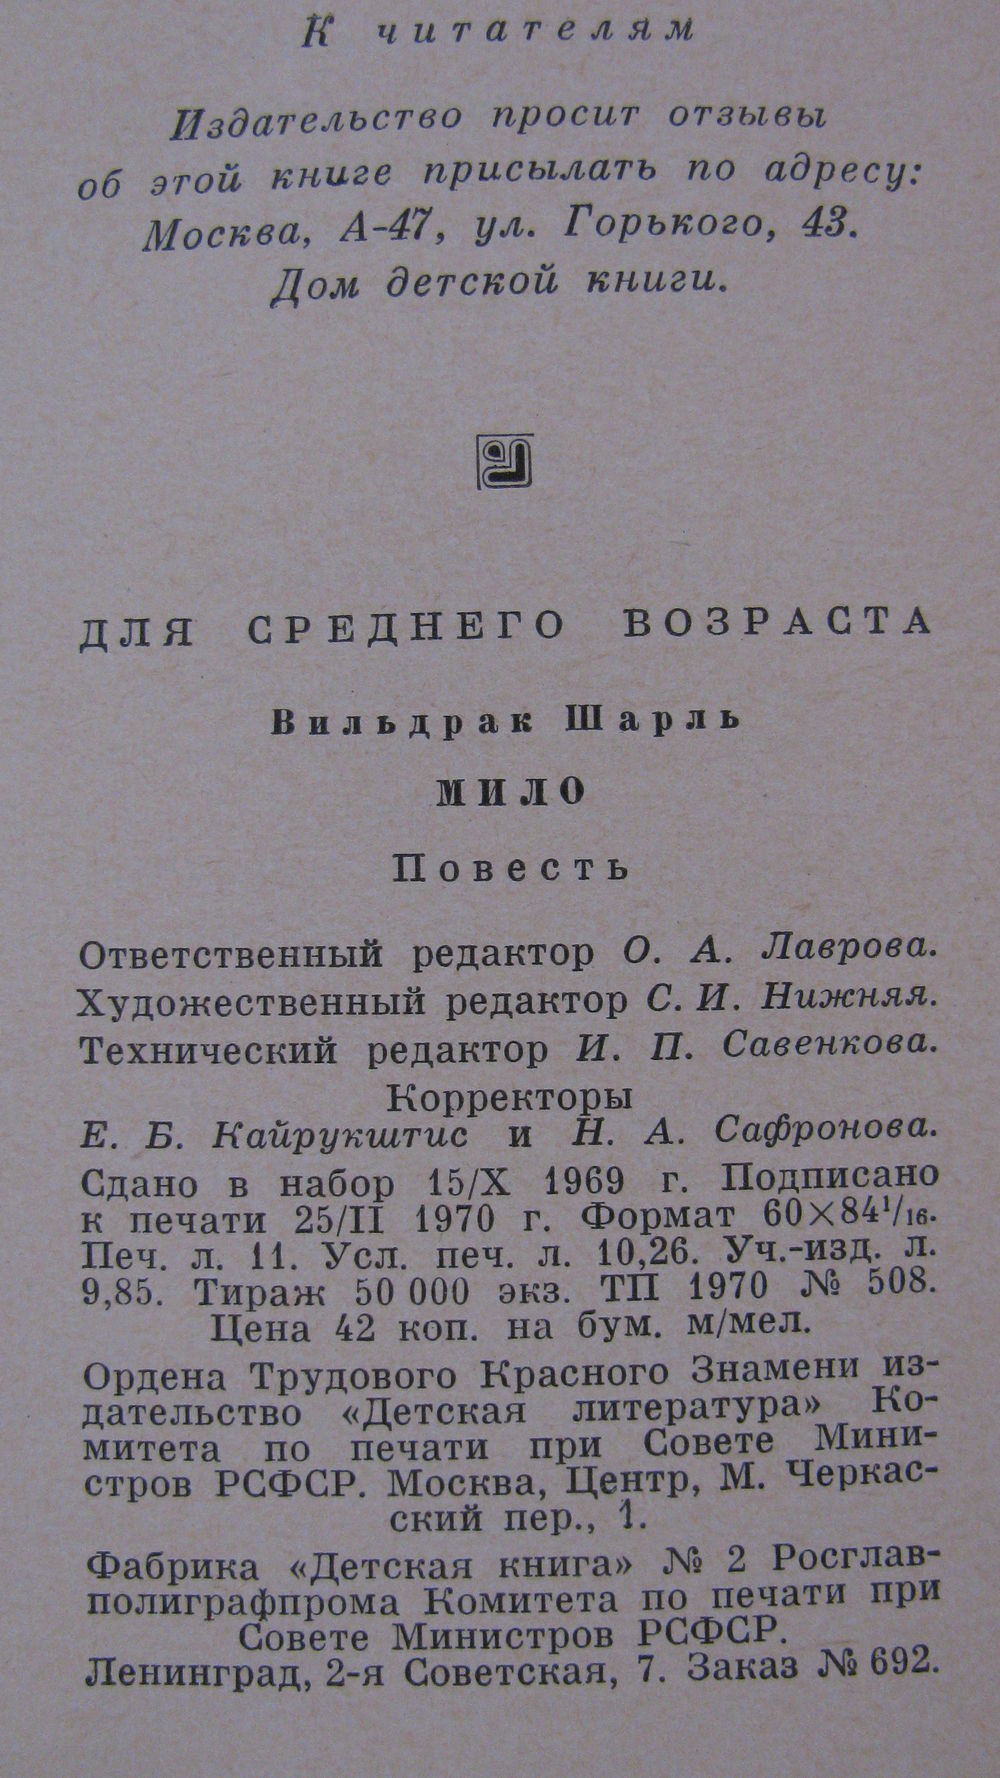 К читателям
Издательство просит отзывы
об этой книге присылать по адресу:
Москва, А-47, ул. Горького, 43.
Дом детской книги.
ДЛЯ СРЕДНЕГО ВОЗРАСТА
Вильдрак Шарль
МИЛО
Повесть
Ответственный редактор О. А. Лаврова.
Художественный редактор С. И. Нижняя.
Технический редактор И. П. Савенкова.
Корректоры
Е. Б. Кайрукштис и Н. А. Сафронова.
Сдано в набор 15/X 1969 г. Подписано
к печати 25/II 1970 г. Формат 60×84¹/₁₆.
Печ. л. 11. Усл. печ. л. 10,26. Уч.-изд. л.
9,85. Тираж 50 000 экз. ТП 1970 № 508.
Цена 42 коп. на бум. м/мел.
Ордена Трудового Красного Знамени из-
дательство «Детская литература» Ко-
митета по печати при Совете Мини-
стров РСФСР. Москва, Центр, М. Черкас-
ский пер., 1.
Фабрика «Детская книга» № 2 Росглав-
полиграфпрома Комитета по печати при
Совете Министров РСФСР.
Ленинград, 2-я Советская, 7. Заказ № 692.